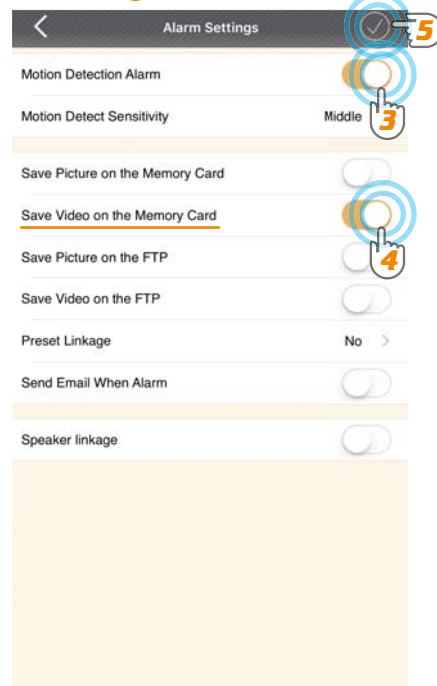 Alarm Settings 5
Motion Detection Alarm
Motion Detect Sensitivity Middle 3
Save Picture on the Memory Card
Save Video on the Memory Card
Save Picture on the FTP 4
Save Video on the FTP
Preset Linkage No
Send Email When Alarm
Speaker linkage